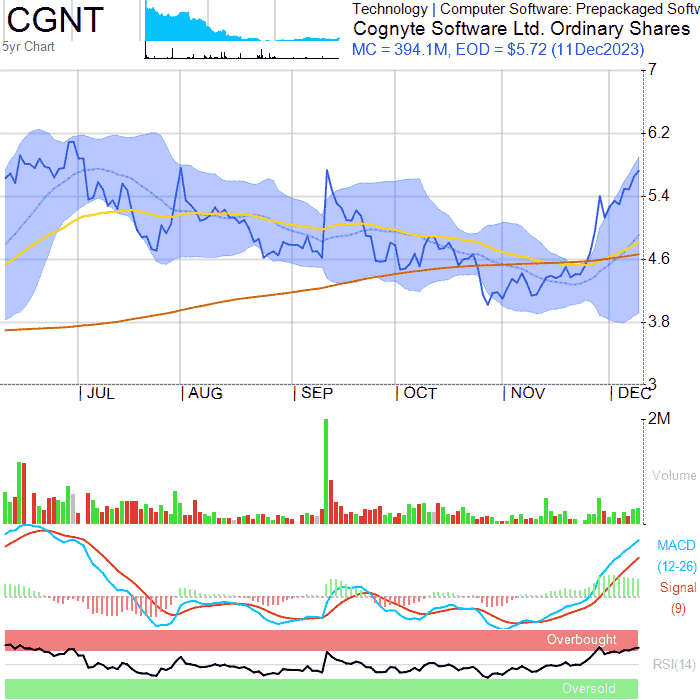 CGNT
5yr Chart
Technology | Computer Software: Prepackaged Softw
Cognyte Software Ltd. Ordinary Shares
MC = 394.1M, EOD = $5.72 (11Dec2023)
7
6.2
5.4
4.6
3.8
3
| JUL | AUG | SEP | OCT | NOV | DEC
2M
Volume
MACD
(12-26)
Signal
(9)
Overbought
RSI(14)
Oversold